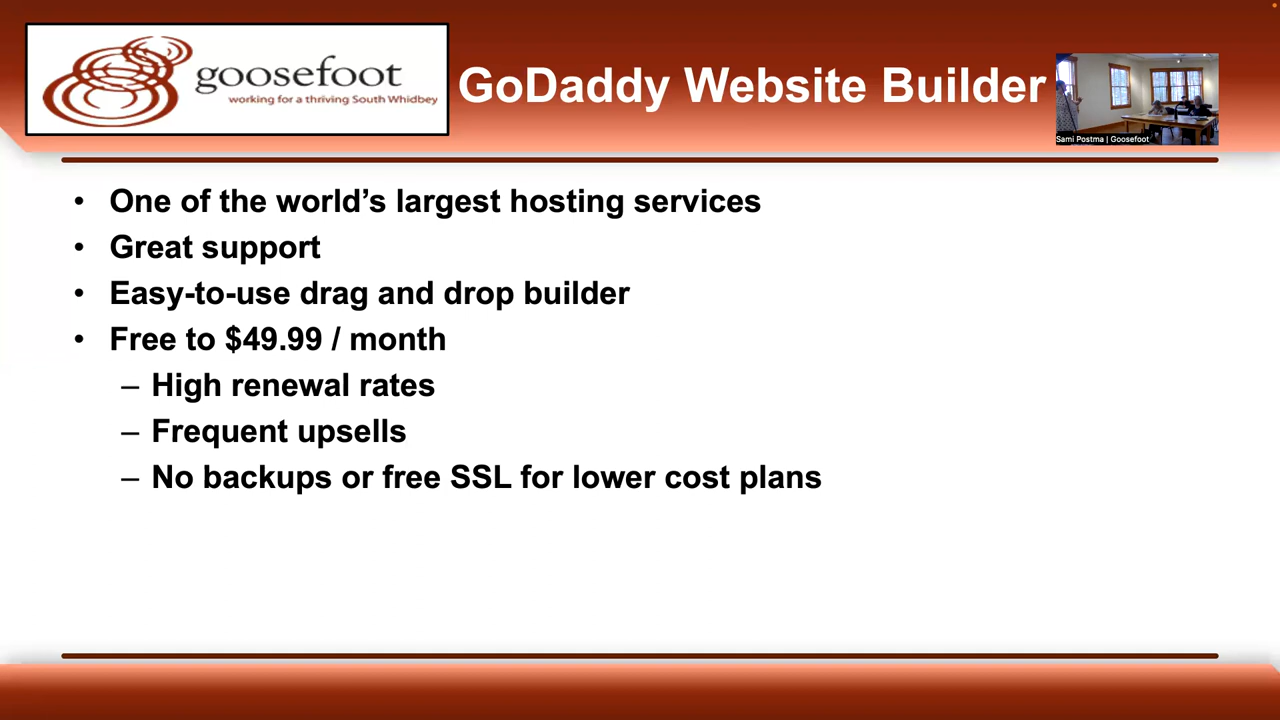 goosefoot
working for a thriving South Whidbey
GoDaddy Website Builder
Sami Postma | Goosefoot
• One of the world’s largest hosting services
• Great support
• Easy-to-use drag and drop builder
• Free to $49.99 / month
– High renewal rates
– Frequent upsells
– No backups or free SSL for lower cost plans